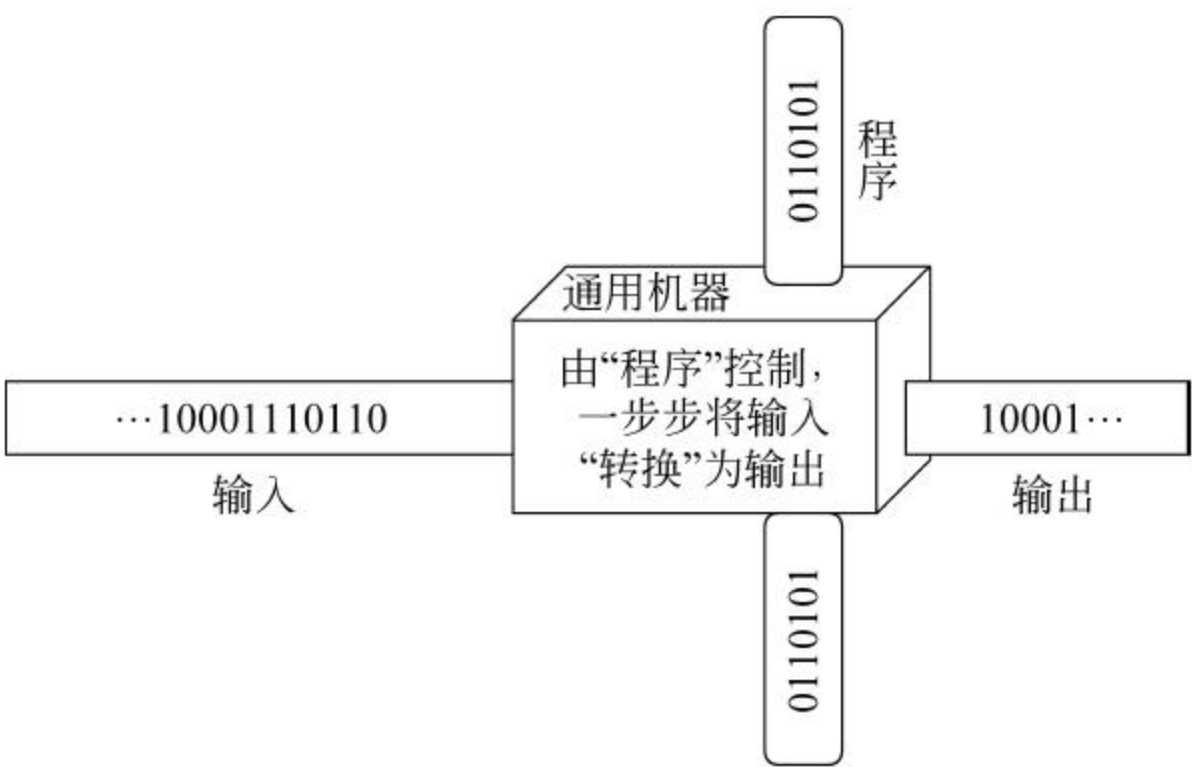 0110101
程序
通用机器
由“程序”控制，
一步步将输入
“转换”为输出
···10001110110
输入
10001···
输出
0110101